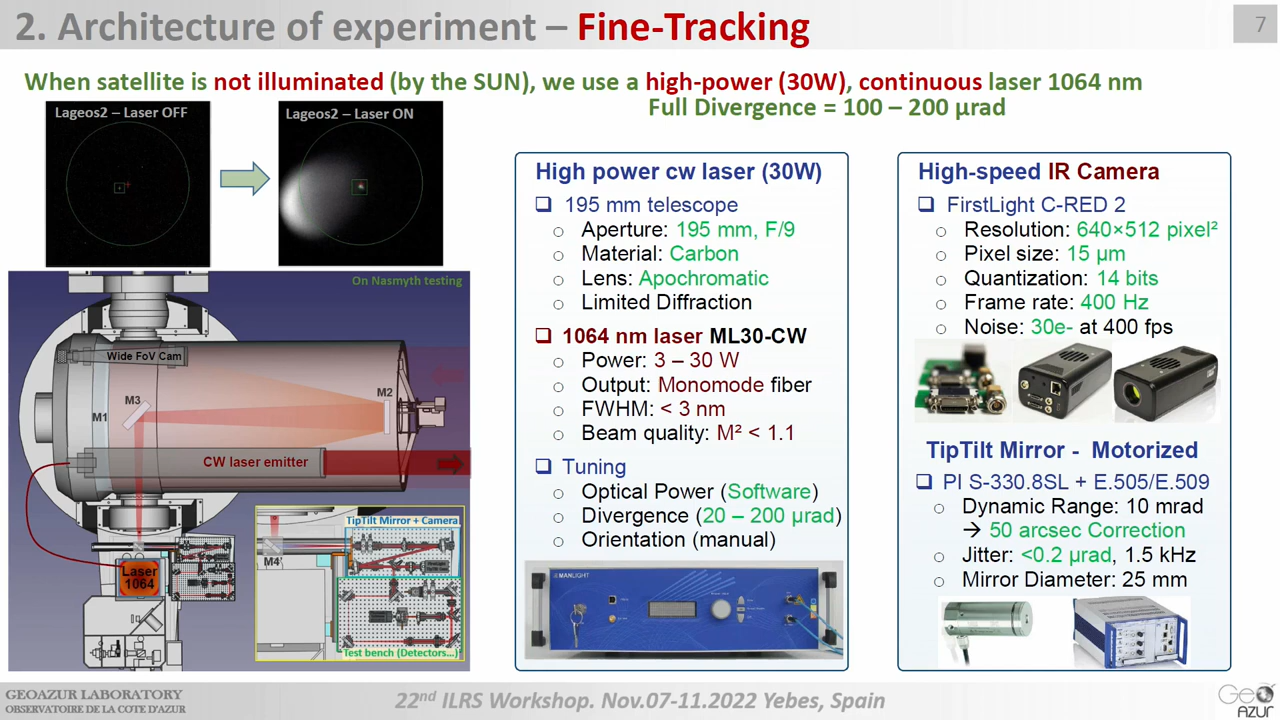 2. Architecture of experiment – Fine-Tracking
7
When satellite is not illuminated (by the SUN), we use a high-power (30W), continuous laser 1064 nm
Full Divergence = 100 – 200 µrad
Lageos2 – Laser OFF
Lageos2 – Laser ON
On Nasmyth testing
Wide FoV Cam
M1
M3
M2
CW laser emitter
Laser
1064
TipTilt Mirror + Camera
M4
Test bench (Detectors...)
High power cw laser (30W)
❑ 195 mm telescope
○ Aperture: 195 mm, F/9
○ Material: Carbon
○ Lens: Apochromatic
○ Limited Diffraction
❑ 1064 nm laser ML30-CW
○ Power: 3 – 30 W
○ Output: Monomode fiber
○ FWHM: < 3 nm
○ Beam quality: M² < 1.1
❑ Tuning
○ Optical Power (Software)
○ Divergence (20 – 200 µrad)
○ Orientation (manual)
MANLIGHT
High-speed IR Camera
❑ FirstLight C-RED 2
○ Resolution: 640×512 pixel²
○ Pixel size: 15 µm
○ Quantization: 14 bits
○ Frame rate: 400 Hz
○ Noise: 30e- at 400 fps
TipTilt Mirror - Motorized
❑ PI S-330.8SL + E.505/E.509
○ Dynamic Range: 10 mrad
→ 50 arcsec Correction
○ Jitter: <0.2 µrad, 1.5 kHz
○ Mirror Diameter: 25 mm
GEOAZUR LABORATORY
OBSERVATOIRE DE LA COTE D'AZUR
22nd ILRS Workshop. Nov.07-11.2022 Yebes, Spain
Geo
AZUR